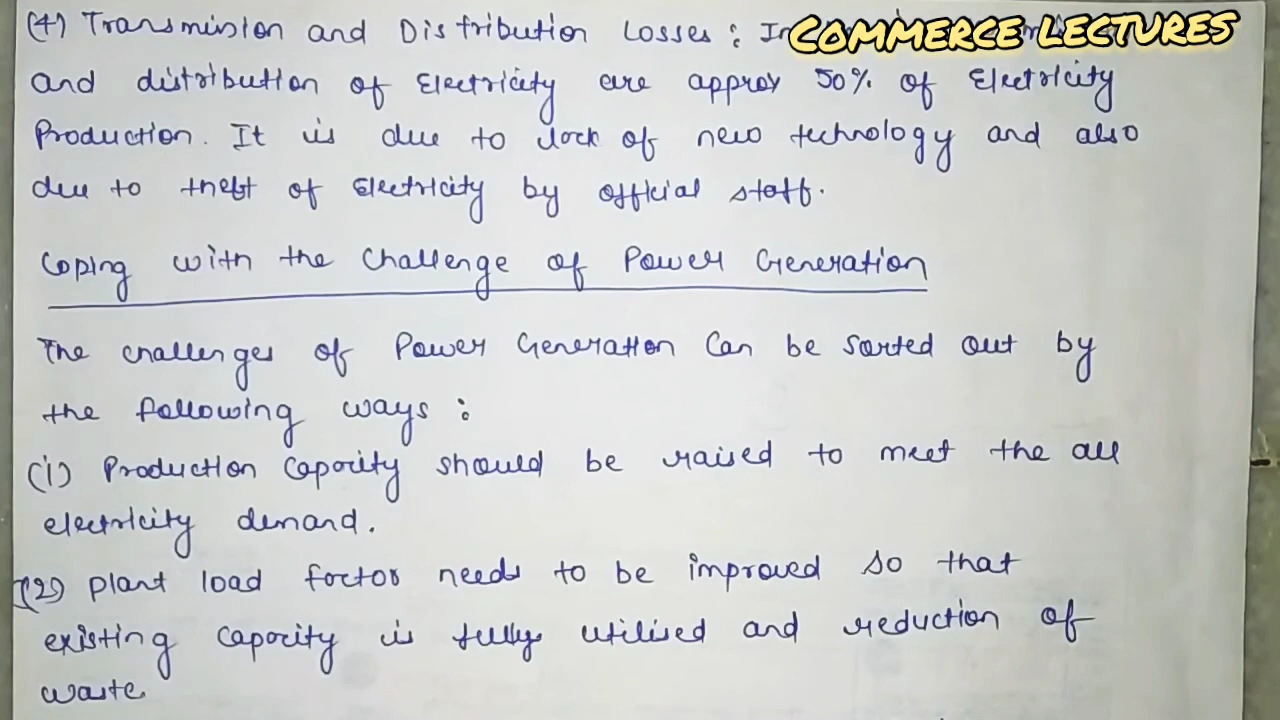 (4) Transmission and Distribution Losses: In
COMMERCE LECTURES
and distribution of Electricity are approx 50% of Electricity
Production. It is due to lack of new technology and also
due to theft of Electricity by official staff.
Coping with the Challenge of Power Generation
The challenges of Power Generation Can be sorted out by
the following ways:
(1) Production Capacity should be raised to meet the all
electricity demand.
(2) Plant load factor needs to be improved so that
existing capacity is fully utilised and reduction of
waste